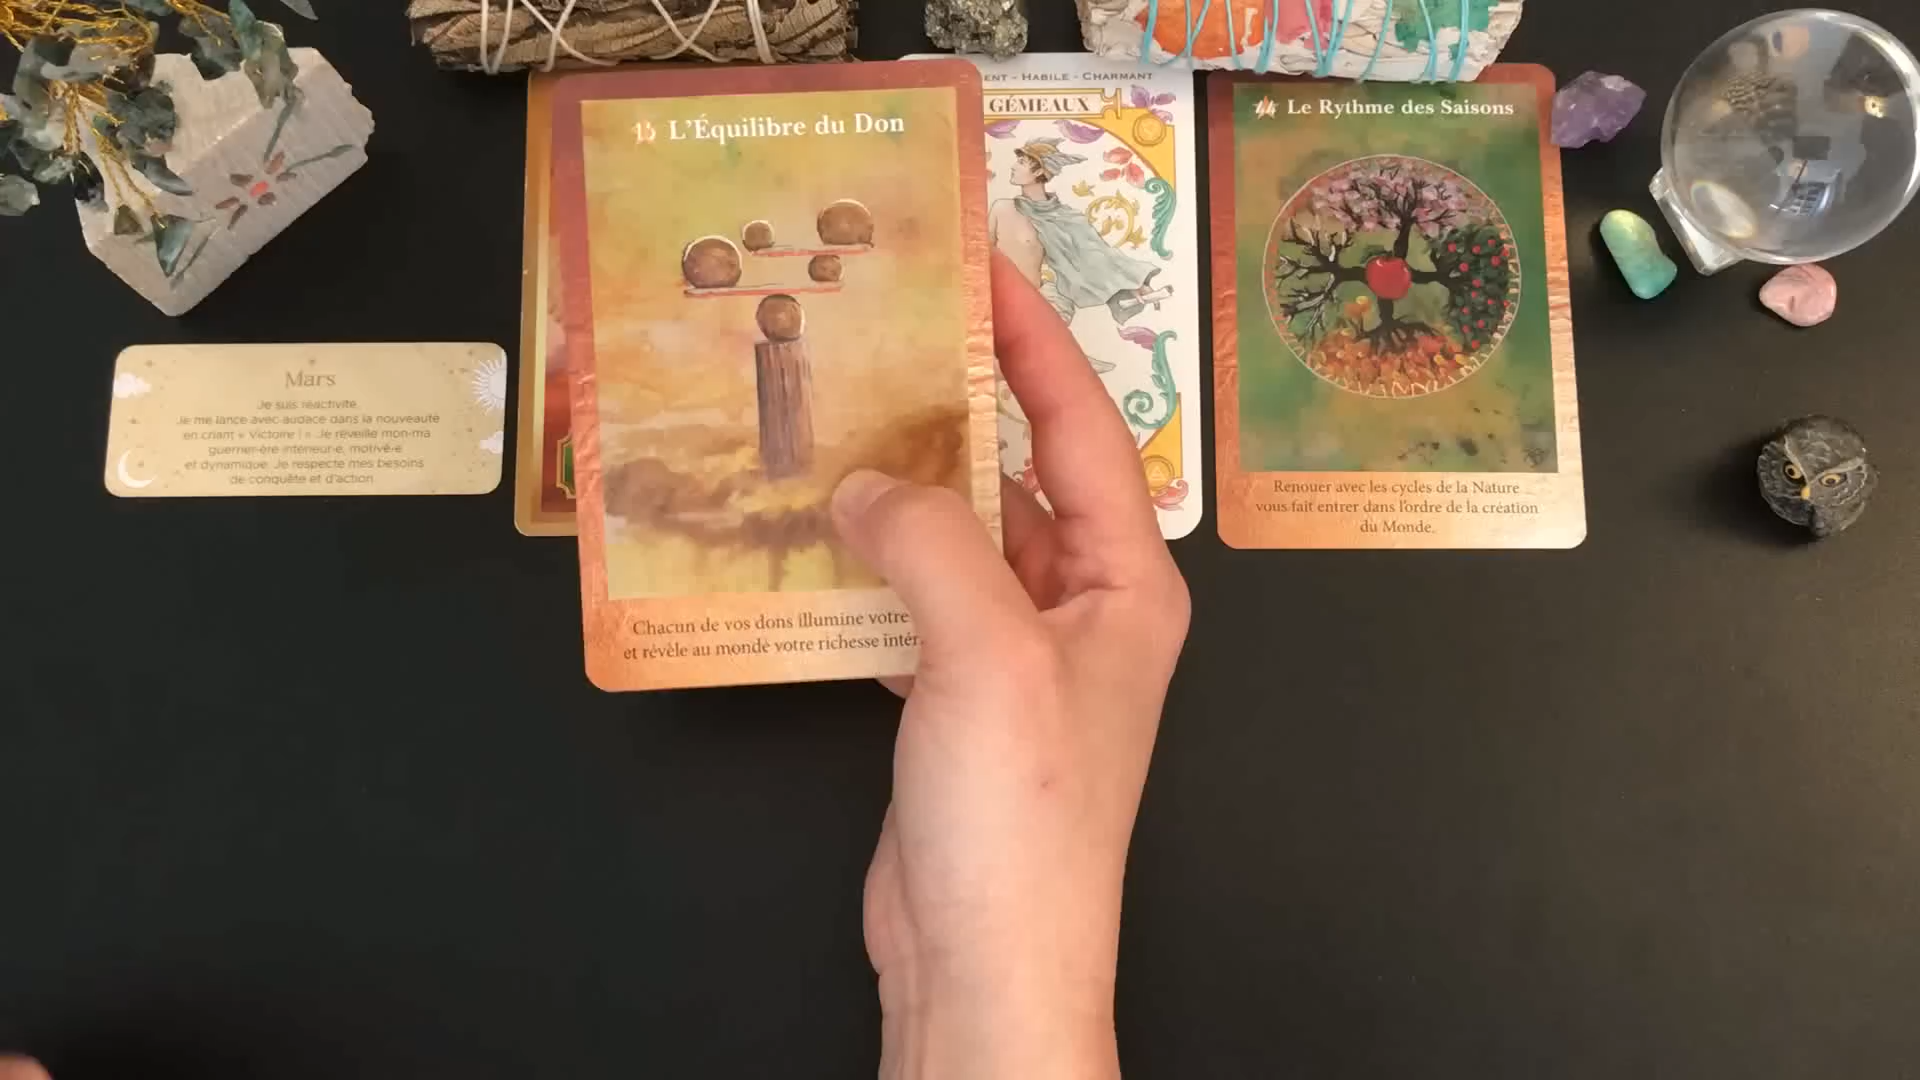 Mars
Je suis réactivité.
Je me lance avec audace dans la nouveauté
en criant « Victoire ! ». Je réveille mon·ma
guerrier·ère intérieur·e, motivé·e
et dynamique. Je respecte mes besoins
de conquête et d'action.
L'Équilibre du Don
Chacun de vos dons illumine votre
et révèle au monde votre richesse
- HABILE - CHARMANT
GÉMEAUX
44 Le Rythme des Saisons
Renouer avec les cycles de la Nature
vous fait entrer dans l'ordre de la création
du Monde.